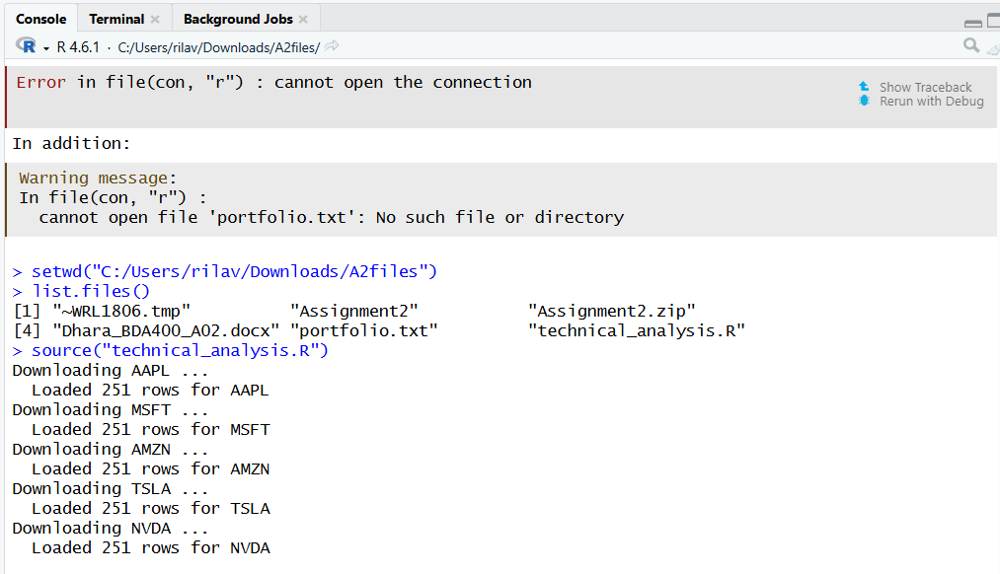 Console Terminal Background Jobs
R R 4.6.1 · C:/Users/rilav/Downloads/A2files/
Error in file(con, "r") : cannot open the connection
Show Traceback
Rerun with Debug
In addition:
Warning message:
In file(con, "r") :
  cannot open file 'portfolio.txt': No such file or directory
> setwd("C:/Users/rilav/Downloads/A2files")
> list.files()
[1] "~WRL1806.tmp"          "Assignment2"           "Assignment2.zip"
[4] "Dhara_BDA400_A02.docx" "portfolio.txt"         "technical_analysis.R"
> source("technical_analysis.R")
Downloading AAPL ...
  Loaded 251 rows for AAPL
Downloading MSFT ...
  Loaded 251 rows for MSFT
Downloading AMZN ...
  Loaded 251 rows for AMZN
Downloading TSLA ...
  Loaded 251 rows for TSLA
Downloading NVDA ...
  Loaded 251 rows for NVDA